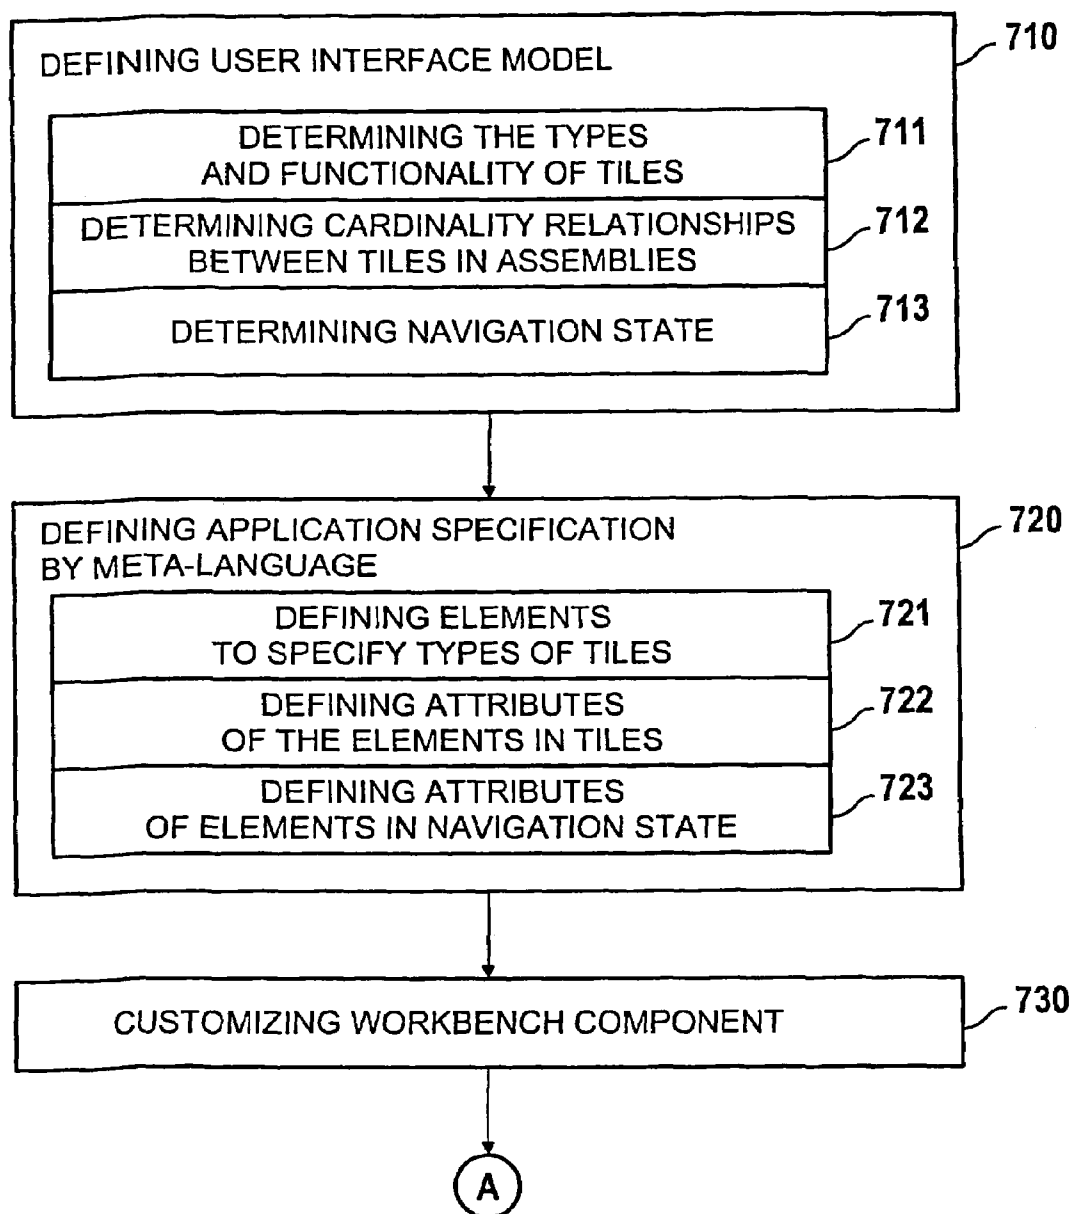 710
DEFINING USER INTERFACE MODEL
DETERMINING THE TYPES
AND FUNCTIONALITY OF TILES
711
DETERMINING CARDINALITY RELATIONSHIPS
BETWEEN TILES IN ASSEMBLIES
712
DETERMINING NAVIGATION STATE
713
DEFINING APPLICATION SPECIFICATION
BY META-LANGUAGE
720
DEFINING ELEMENTS
TO SPECIFY TYPES OF TILES
721
DEFINING ATTRIBUTES
OF THE ELEMENTS IN TILES
722
DEFINING ATTRIBUTES
OF ELEMENTS IN NAVIGATION STATE
723
CUSTOMIZING WORKBENCH COMPONENT
730
A